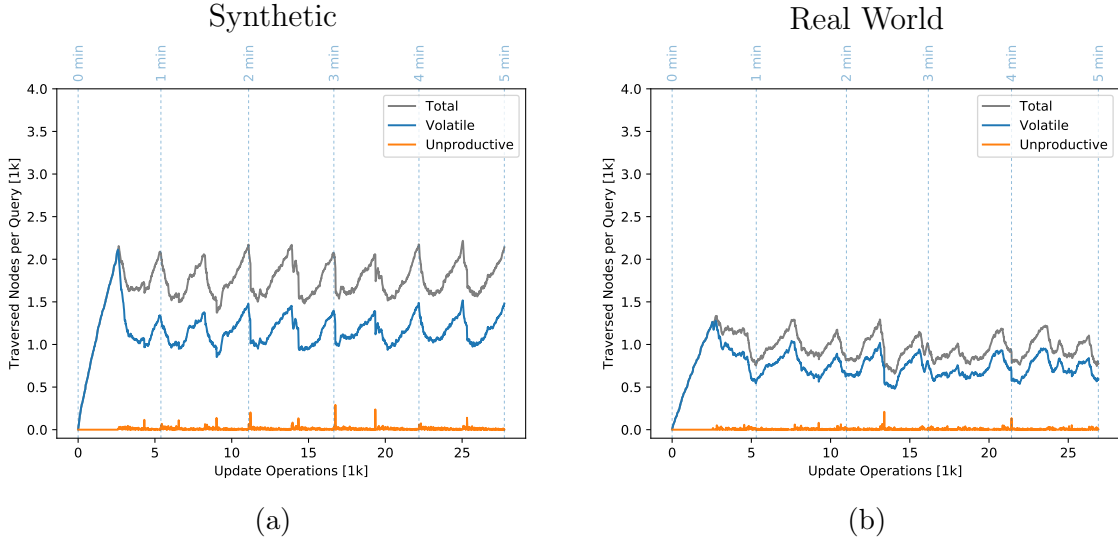 Synthetic
0 min 1 min 2 min 3 min 4 min 5 min
4.0
3.5
3.0
2.5
2.0
1.5
1.0
0.5
0.0
Traversed Nodes per Query [1k]
Total
Volatile
Unproductive
0 5 10 15 20 25
Update Operations [1k]
(a)
Real World
0 min 1 min 2 min 3 min 4 min 5 min
4.0
3.5
3.0
2.5
2.0
1.5
1.0
0.5
0.0
Traversed Nodes per Query [1k]
Total
Volatile
Unproductive
0 5 10 15 20 25
Update Operations [1k]
(b)